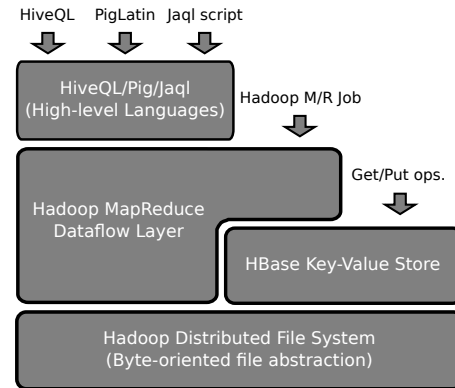 HiveQL PigLatin Jaql script
HiveQL/Pig/Jaql
(High-level Languages)
Hadoop M/R Job
Get/Put ops.
Hadoop MapReduce
Dataflow Layer
HBase Key-Value Store
Hadoop Distributed File System
(Byte-oriented file abstraction)